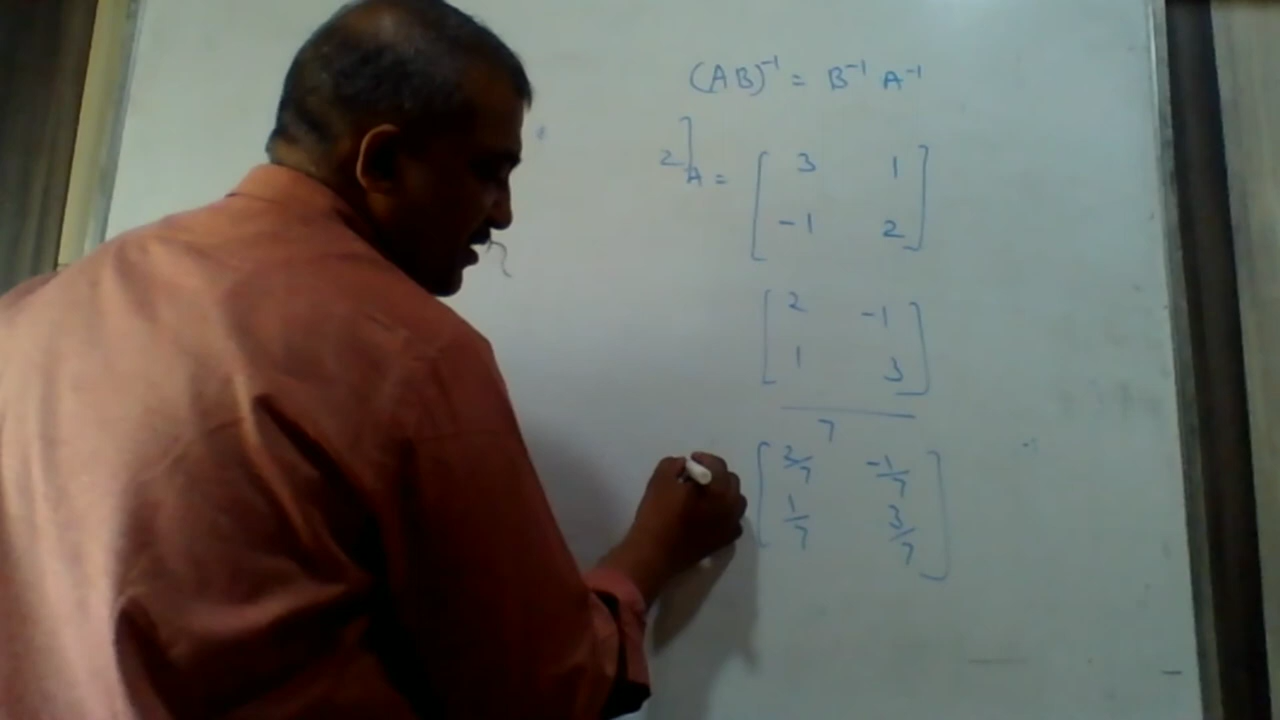 (AB)⁻¹ = B⁻¹ A⁻¹
2] A = [ 3 1
-1 2 ]
[ 2 -1
1 3 ]
7
[ 2/7 -1/7
1/7 3/7 ]